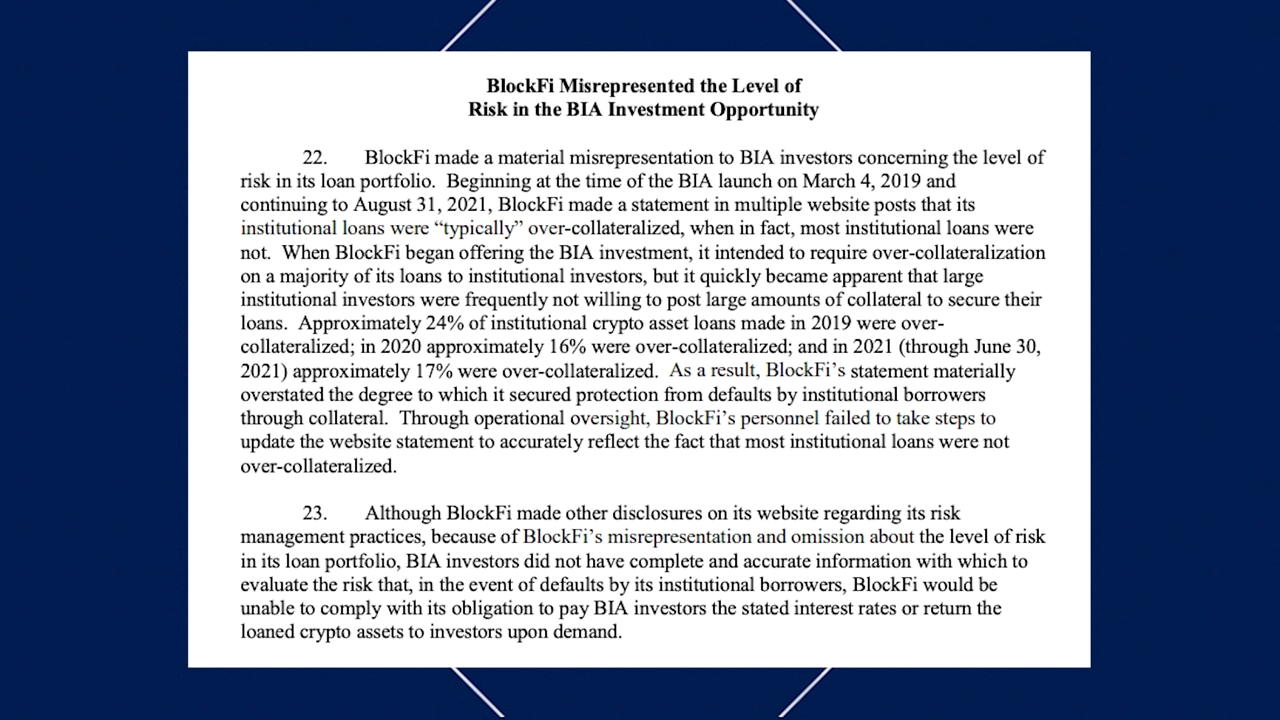 BlockFi Misrepresented the Level of
Risk in the BIA Investment Opportunity
22. BlockFi made a material misrepresentation to BIA investors concerning the level of
risk in its loan portfolio. Beginning at the time of the BIA launch on March 4, 2019 and
continuing to August 31, 2021, BlockFi made a statement in multiple website posts that its
institutional loans were “typically” over-collateralized, when in fact, most institutional loans were
not. When BlockFi began offering the BIA investment, it intended to require over-collateralization
on a majority of its loans to institutional investors, but it quickly became apparent that large
institutional investors were frequently not willing to post large amounts of collateral to secure their
loans. Approximately 24% of institutional crypto asset loans made in 2019 were over-
collateralized; in 2020 approximately 16% were over-collateralized; and in 2021 (through June 30,
2021) approximately 17% were over-collateralized. As a result, BlockFi’s statement materially
overstated the degree to which it secured protection from defaults by institutional borrowers
through collateral. Through operational oversight, BlockFi’s personnel failed to take steps to
update the website statement to accurately reflect the fact that most institutional loans were not
over-collateralized.
23. Although BlockFi made other disclosures on its website regarding its risk
management practices, because of BlockFi’s misrepresentation and omission about the level of risk
in its loan portfolio, BIA investors did not have complete and accurate information with which to
evaluate the risk that, in the event of defaults by its institutional borrowers, BlockFi would be
unable to comply with its obligation to pay BIA investors the stated interest rates or return the
loaned crypto assets to investors upon demand.